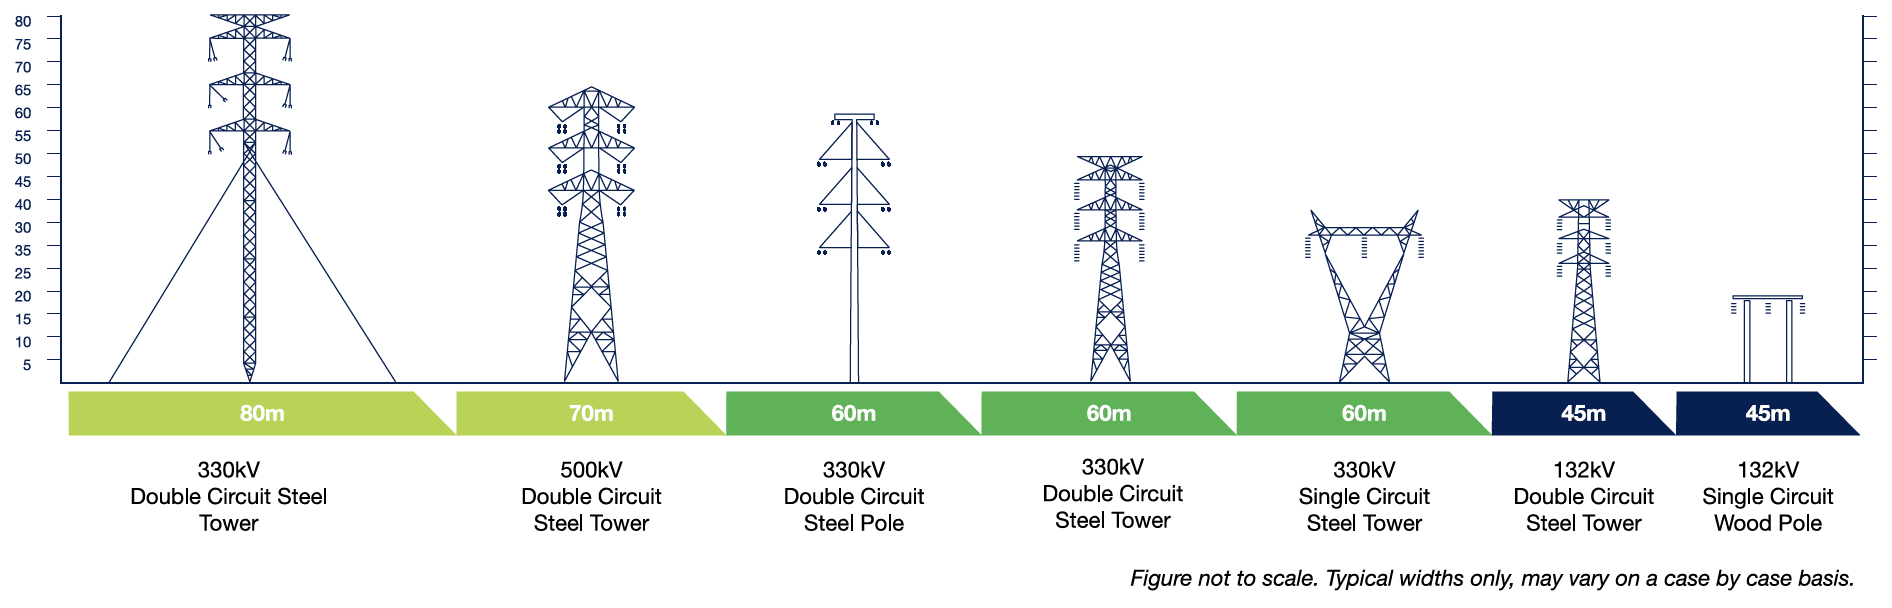 80
75
70
65
60
55
50
45
40
30
35
25
20
15
10
5
80m
70m
60m
60m
60m
45m
45m
330kV
Double Circuit Steel
Tower
500kV
Double Circuit
Steel Tower
330kV
Double Circuit
Steel Pole
330kV
Double Circuit
Steel Tower
330kV
Single Circuit
Steel Tower
132kV
Double Circuit
Steel Tower
132kV
Single Circuit
Wood Pole
Figure not to scale. Typical widths only, may vary on a case by case basis.